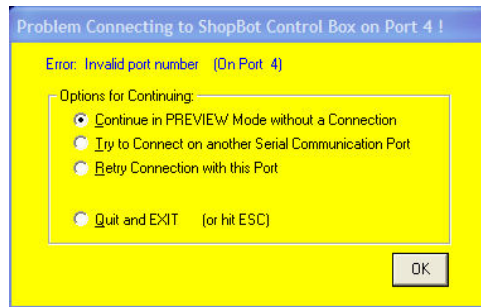 Problem Connecting to ShopBot Control Box on Port 4 !
Error: Invalid port number (On Port 4)
Options for Continuing:
Continue in PREVIEW Mode without a Connection
Try to Connect on another Serial Communication Port
Retry Connection with this Port
Quit and EXIT (or hit ESC)
OK